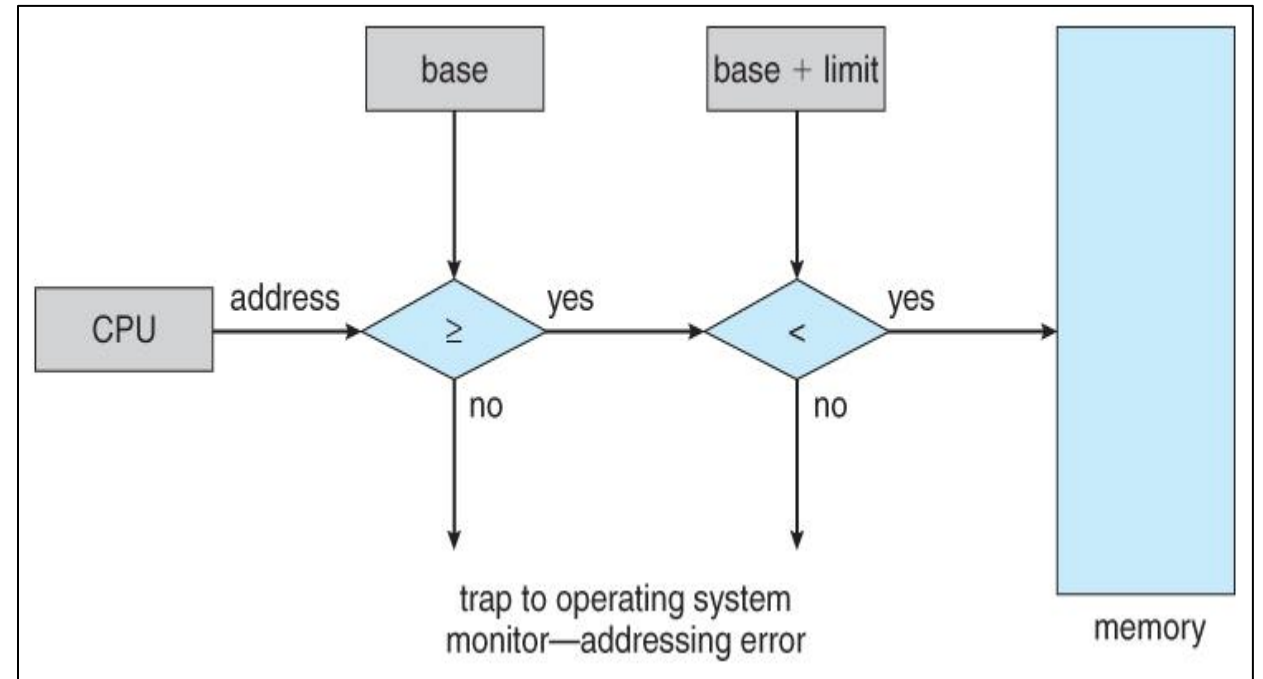 base
base + limit
CPU
address
≥
yes
<
yes
no
no
trap to operating system
monitor—addressing error
memory